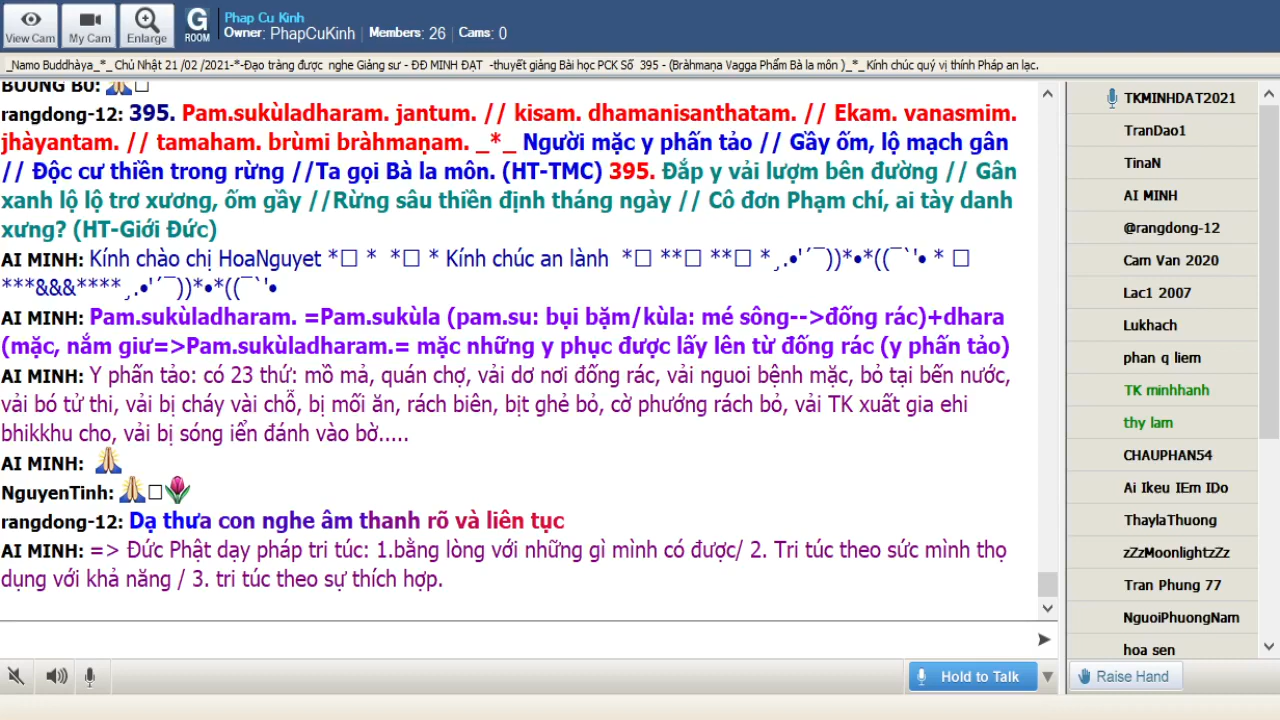 View Cam
My Cam
Enlarge
G
ROOM
Phap Cu Kinh
Owner: PhapCuKinh Members: 26 Cams: 0
_Namo Buddhàya_*_ Chủ Nhật 21 /02 /2021-*-Đạo tràng được nghe Giảng sư - ĐĐ MINH ĐẠT -thuyết giảng Bài học PCK Số 395 - (Bràhmaṇa Vagga Phẩm Bà la môn )_*_Kính chúc quý vị thính Pháp an lạc.
rangdong-12: 395. Pam.sukùladharam. jantum. // kisam. dhamanisanthatam. // Ekam. vanasmim.
jhàyantam. // tamaham. brùmi bràhmaṇam. _*_ Người mặc y phấn tảo // Gầy ốm, lộ mạch gân
// Độc cư thiền trong rừng //Ta gọi Bà la môn. (HT-TMC) 395. Đắp y vải lượm bên đường // Gân
xanh lộ lộ trơ xương, ốm gầy //Rừng sâu thiền định tháng ngày // Cô đơn Phạm chí, ai tày danh
xưng? (HT-Giới Đức)
AI MINH: Kính chào chị HoaNguyet *□ * *□ * Kính chúc an lành *□ **□ **□ *¸.•'´¯))*•*((¯`'• * □
***&&&****¸.•'´¯))*•*((¯`'•
AI MINH: Pam.sukùladharam. =Pam.sukùla (pam.su: bụi bặm/kùla: mé sông-->đống rác)+dhara
(mặc, nắm giư=>Pam.sukùladharam.= mặc những y phục được lấy lên từ đống rác (y phấn tảo)
AI MINH: Y phấn tảo: có 23 thứ: mồ mả, quán chợ, vải dơ nơi đống rác, vải nguoi bệnh mặc, bỏ tại bến nước,
vải bó tử thi, vải bị cháy vài chỗ, bị mối ăn, rách biên, bịt ghẻ bỏ, cờ phướng rách bỏ, vải TK xuất gia ehi
bhikkhu cho, vải bị sóng iển đánh vào bờ.....
AI MINH:
NguyenTinh:
rangdong-12: Dạ thưa con nghe âm thanh rõ và liên tục
AI MINH: => Đức Phật dạy pháp tri túc: 1.bằng lòng với những gì mình có được/ 2. Tri túc theo sức mình thọ
dụng với khả năng / 3. tri túc theo sự thích hợp.
Hold to Talk
TKMINHDAT2021
TranDao1
TinaN
AI MINH
@rangdong-12
Cam Van 2020
Lac1 2007
Lukhach
phan q liem
TK minhhanh
thy lam
CHAUPHAN54
Ai Ikeu IEm IDo
ThaylaThuong
zZzMoonlightzZz
Tran Phung 77
NguoiPhuongNam
hoa sen
Raise Hand